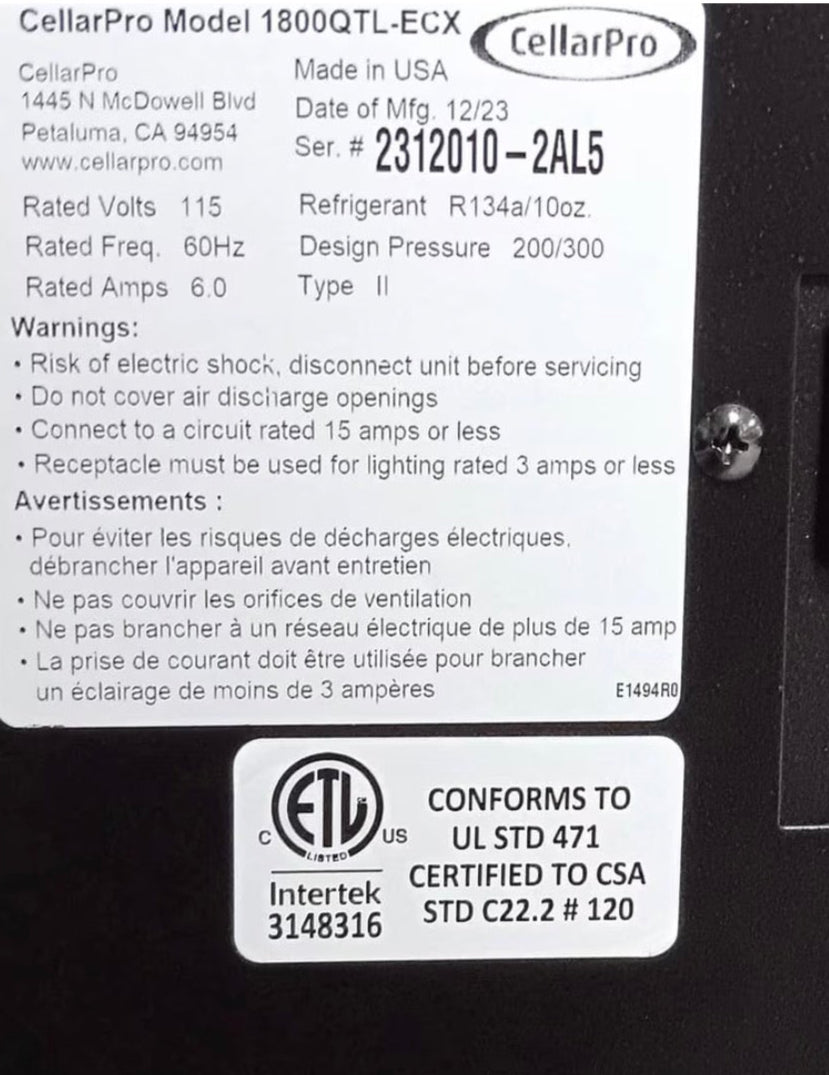 CellarPro Model 1800QTL-ECX
CellarPro
CellarPro
1445 N McDowell Blvd
Petaluma, CA 94954
www.cellarpro.com
Made in USA
Date of Mfg. 12/23
Ser. # 2312010-2AL5
Rated Volts 115
Rated Freq. 60Hz
Rated Amps 6.0
Refrigerant R134a/10oz.
Design Pressure 200/300
Type II
Warnings:
• Risk of electric shock, disconnect unit before servicing
• Do not cover air discharge openings
• Connect to a circuit rated 15 amps or less
• Receptacle must be used for lighting rated 3 amps or less
Avertissements :
• Pour éviter les risques de décharges électriques,
débrancher l'appareil avant entretien
• Ne pas couvrir les orifices de ventilation
• Ne pas brancher à un réseau électrique de plus de 15 amp
• La prise de courant doit être utilisée pour brancher
un éclairage de moins de 3 ampères
E1494R0
C ETL US
LISTED
Intertek
3148316
CONFORMS TO
UL STD 471
CERTIFIED TO CSA
STD C22.2 # 120